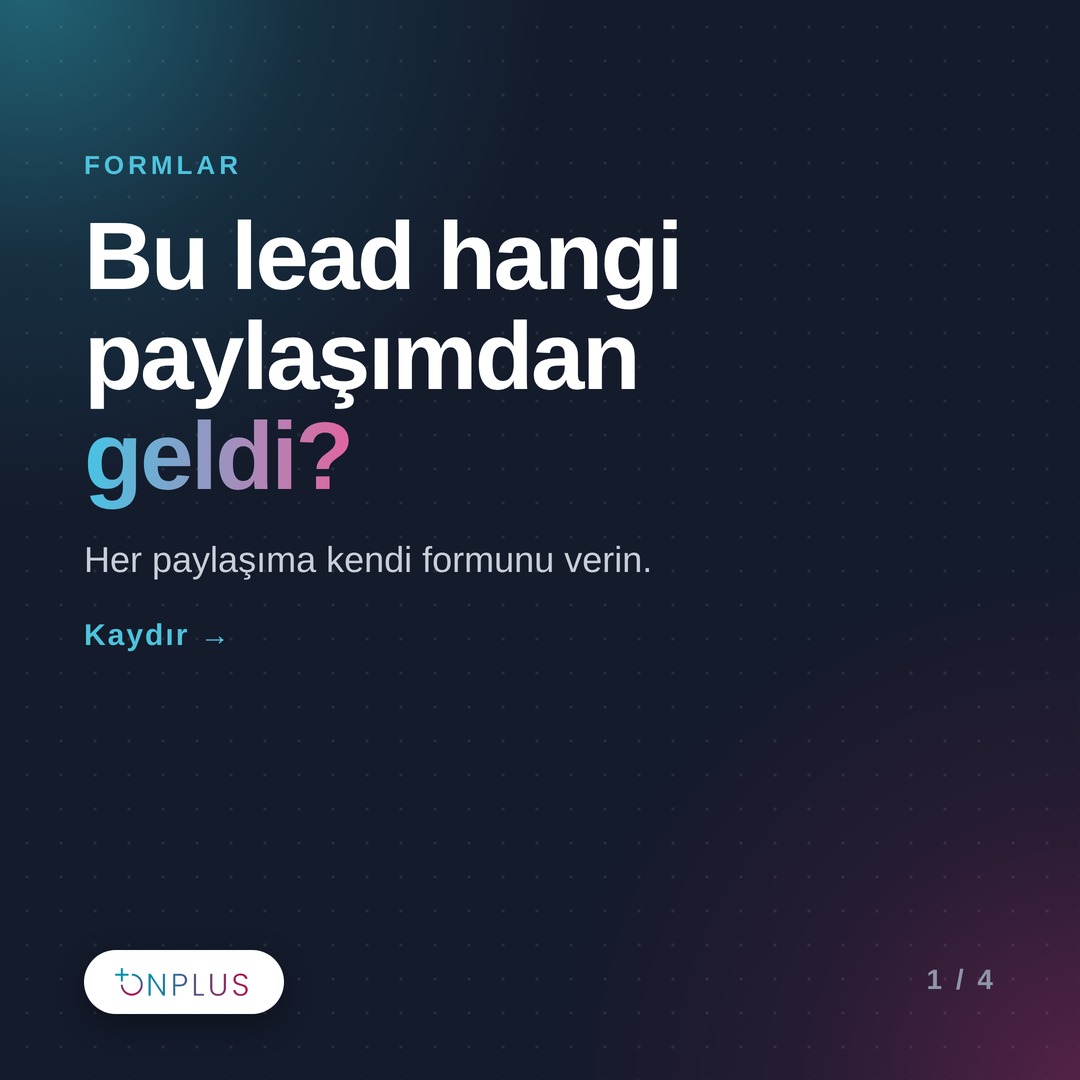 FORMLAR
Bu lead hangi
paylaşımdan
geldi?
Her paylaşıma kendi formunu verin.
Kaydır →
ONPLUS
1 / 4